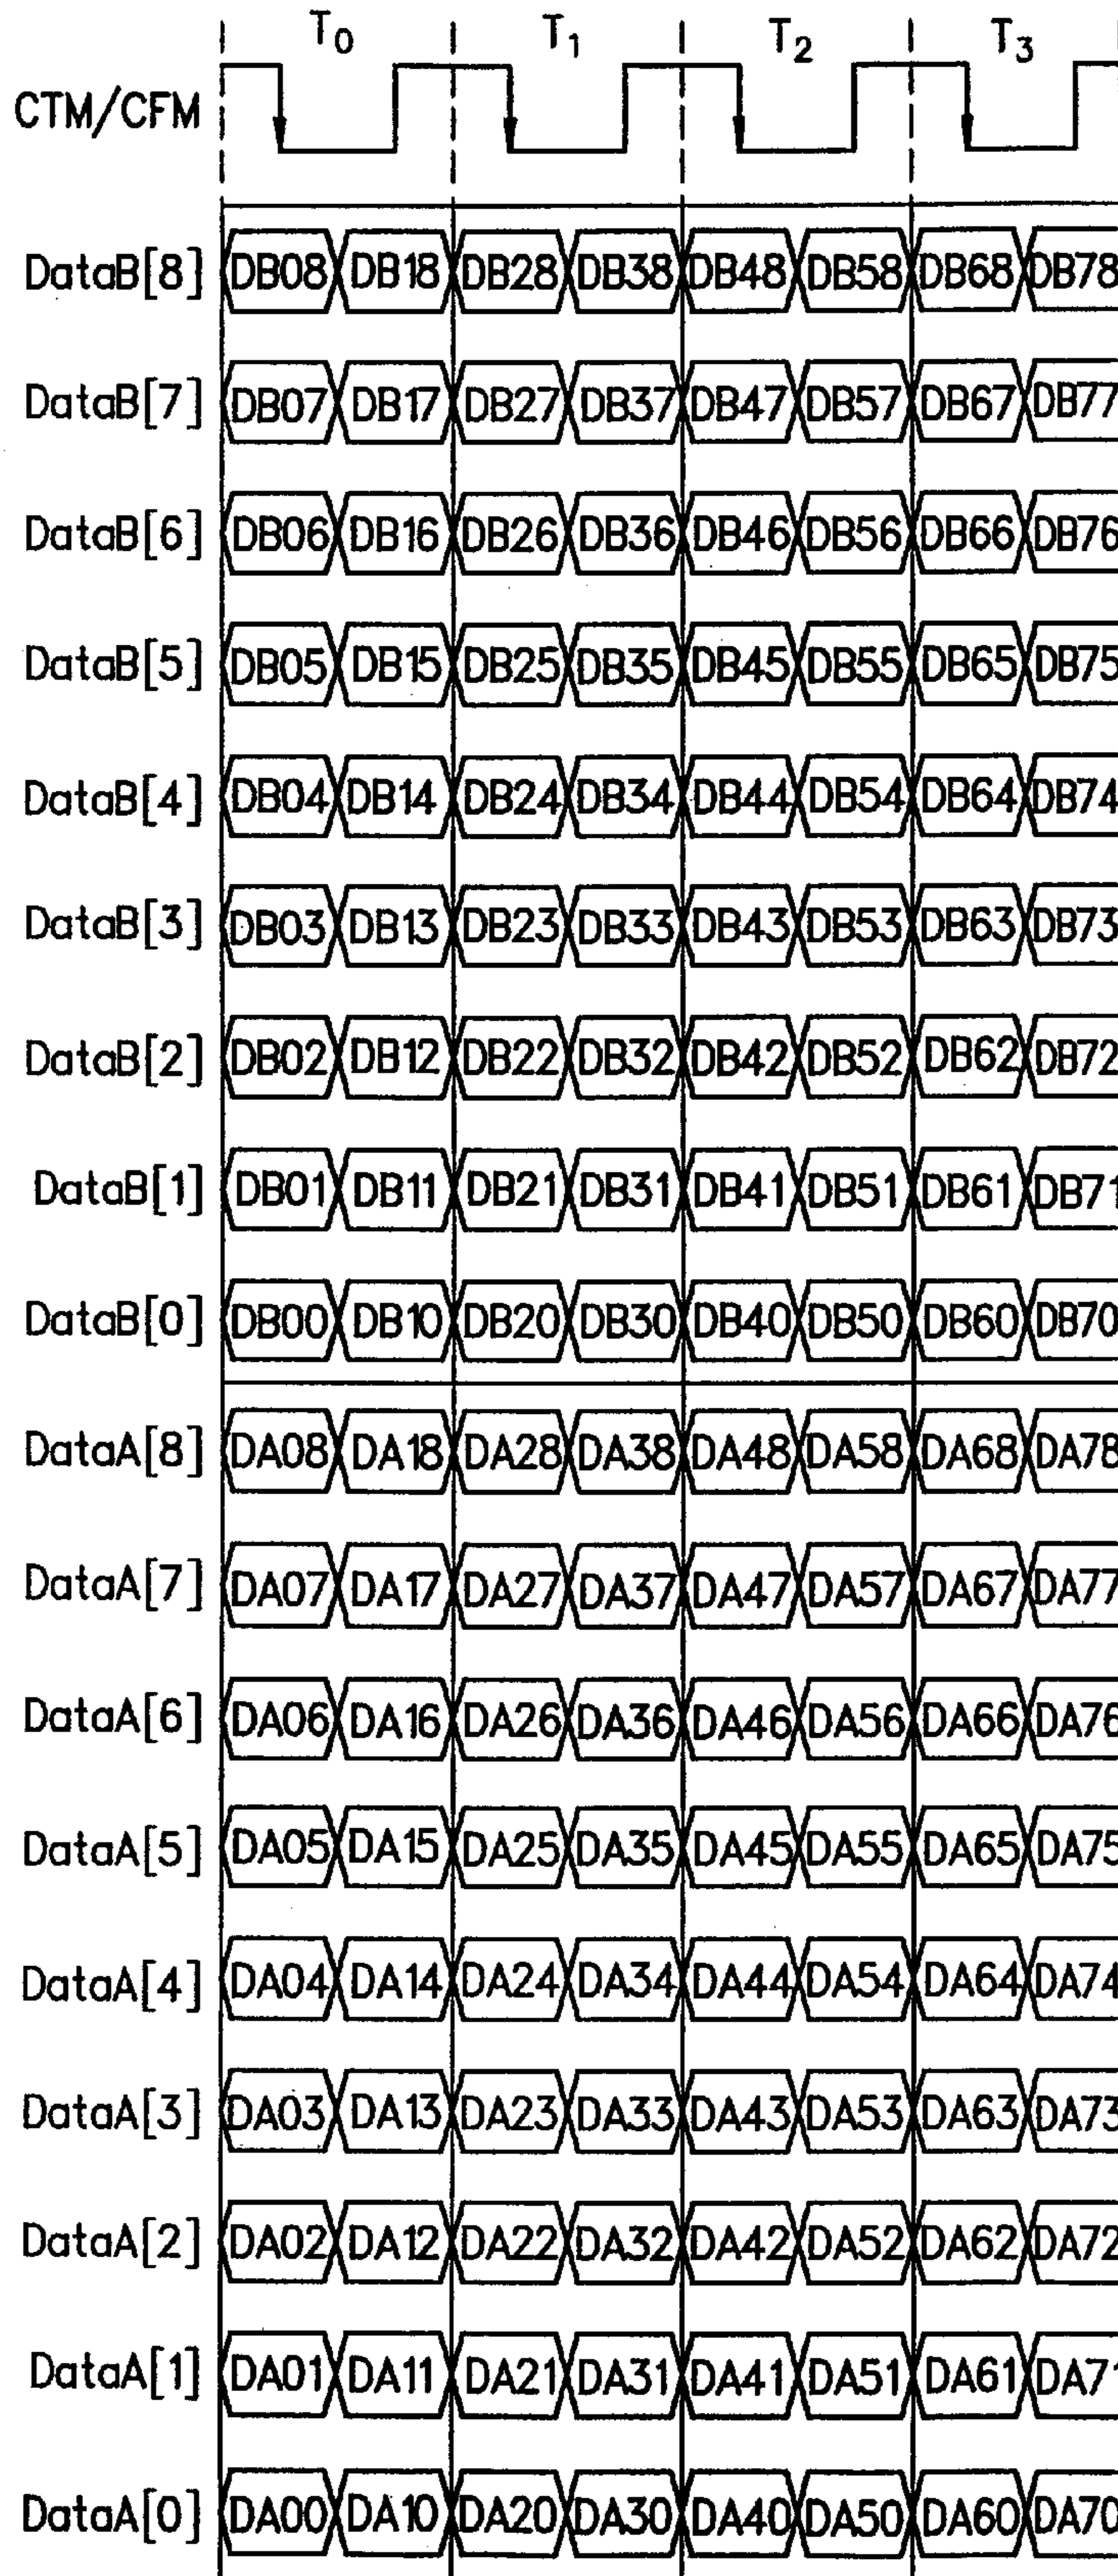 T0 T1 T2 T3
CTM/CFM
DataB[8] DB08 DB18 DB28 DB38 DB48 DB58 DB68 DB78
DataB[7] DB07 DB17 DB27 DB37 DB47 DB57 DB67 DB77
DataB[6] DB06 DB16 DB26 DB36 DB46 DB56 DB66 DB76
DataB[5] DB05 DB15 DB25 DB35 DB45 DB55 DB65 DB75
DataB[4] DB04 DB14 DB24 DB34 DB44 DB54 DB64 DB74
DataB[3] DB03 DB13 DB23 DB33 DB43 DB53 DB63 DB73
DataB[2] DB02 DB12 DB22 DB32 DB42 DB52 DB62 DB72
DataB[1] DB01 DB11 DB21 DB31 DB41 DB51 DB61 DB71
DataB[0] DB00 DB10 DB20 DB30 DB40 DB50 DB60 DB70
DataA[8] DA08 DA18 DA28 DA38 DA48 DA58 DA68 DA78
DataA[7] DA07 DA17 DA27 DA37 DA47 DA57 DA67 DA77
DataA[6] DA06 DA16 DA26 DA36 DA46 DA56 DA66 DA76
DataA[5] DA05 DA15 DA25 DA35 DA45 DA55 DA65 DA75
DataA[4] DA04 DA14 DA24 DA34 DA44 DA54 DA64 DA74
DataA[3] DA03 DA13 DA23 DA33 DA43 DA53 DA63 DA73
DataA[2] DA02 DA12 DA22 DA32 DA42 DA52 DA62 DA72
DataA[1] DA01 DA11 DA21 DA31 DA41 DA51 DA61 DA71
DataA[0] DA00 DA10 DA20 DA30 DA40 DA50 DA60 DA70